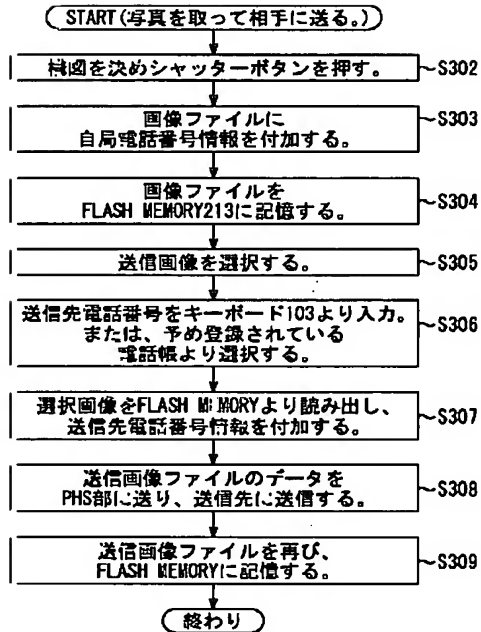 START(写真を取って相手に送る。)
構図を決めシャッターボタンを押す。 ~S302
画像ファイルに ~S303
自局電話番号情報を付加する。
画像ファイルを
FLASH MEMORY213に記憶する。 ~S304
送信画像を選択する。 ~S305
送信先電話番号をキーボード103より入力。
または、予め登録されている ~S306
電話帳より選択する。
選択画像をFLASH MEMORYより読み出し、
送信先電話番号情報を付加する。 ~S307
送信画像ファイルのデータを
PHS部に送り、送信先に送信する。 ~S308
送信画像ファイルを再び、
FLASH MEMORYに記憶する。 ~S309
終わり